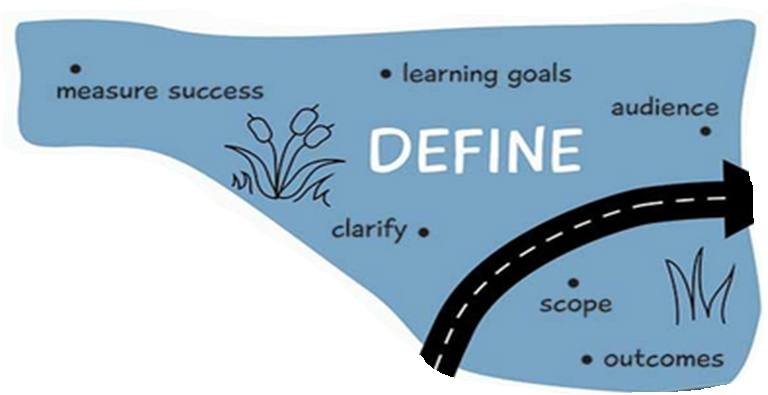 measure success
learning goals
audience
DEFINE
clarify
scope
outcomes